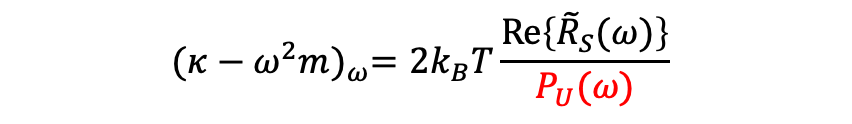 (κ − ω²m)_ω = 2k_BT Re{R̃_S(ω)} / P_U(ω)